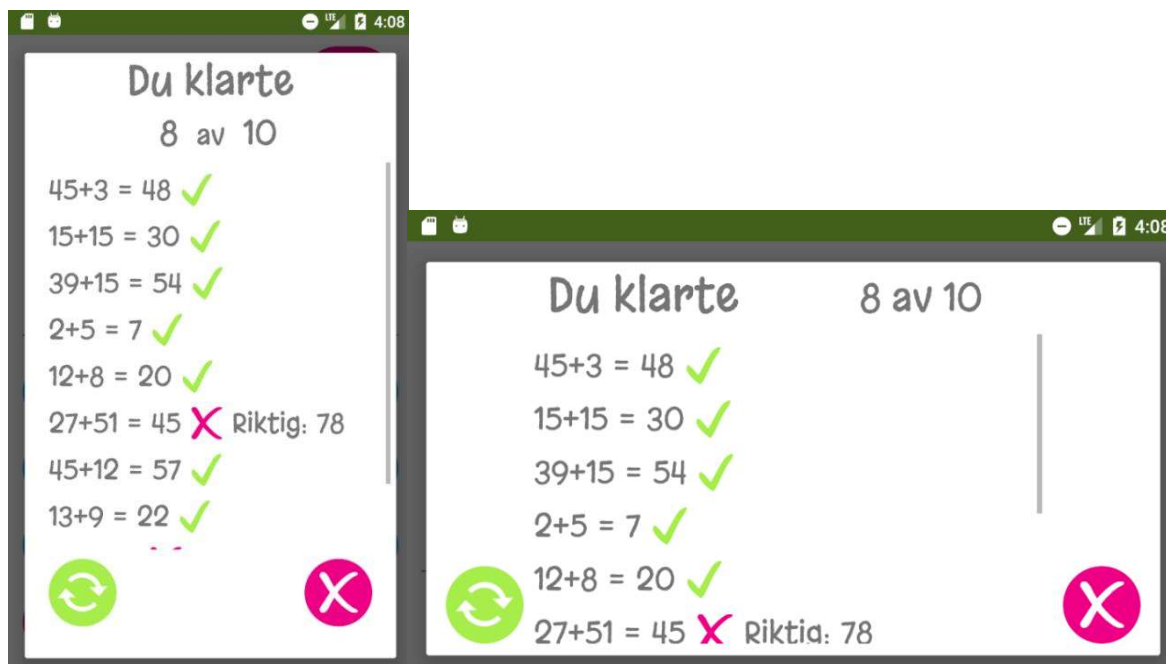 4:08
Du klarte
8 av 10
45+3 = 48
15+15 = 30
39+15 = 54
2+5 = 7
12+8 = 20
27+51 = 45 Riktig: 78
45+12 = 57
13+9 = 22
LTE 4:08
Du klarte 8 av 10
45+3 = 48
15+15 = 30
39+15 = 54
2+5 = 7
12+8 = 20
27+51 = 45 Riktig: 78